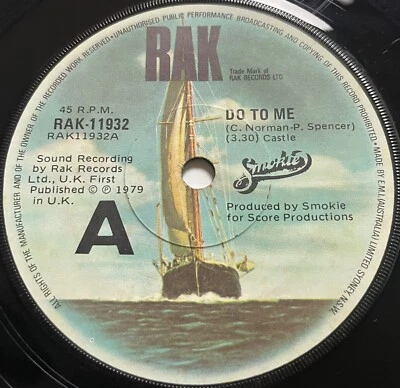 UNAUTHORISED PUBLIC PERFORMANCE BROADCASTING AND COPYING OF THIS RECORDING PROHIBITED · MADE BY E.M.I. (AUSTRALIA) LIMITED SYDNEY, N.S.W.
ALL RIGHTS OF THE MANUFACTURER AND OF THE OWNER OF THE RECORDED WORK RESERVED ·
RAK
Trade Mark of
RAK RECORDS LTD.
45 R.P.M.
RAK-11932
RAK11932A
DO TO ME
(C. Norman-P. Spencer)
(3.30) Castle
Sound Recording
by Rak Records
Ltd., U.K. First
Published © ℗ 1979
in U.K.
Smokie
A
Produced by Smokie
for Score Productions